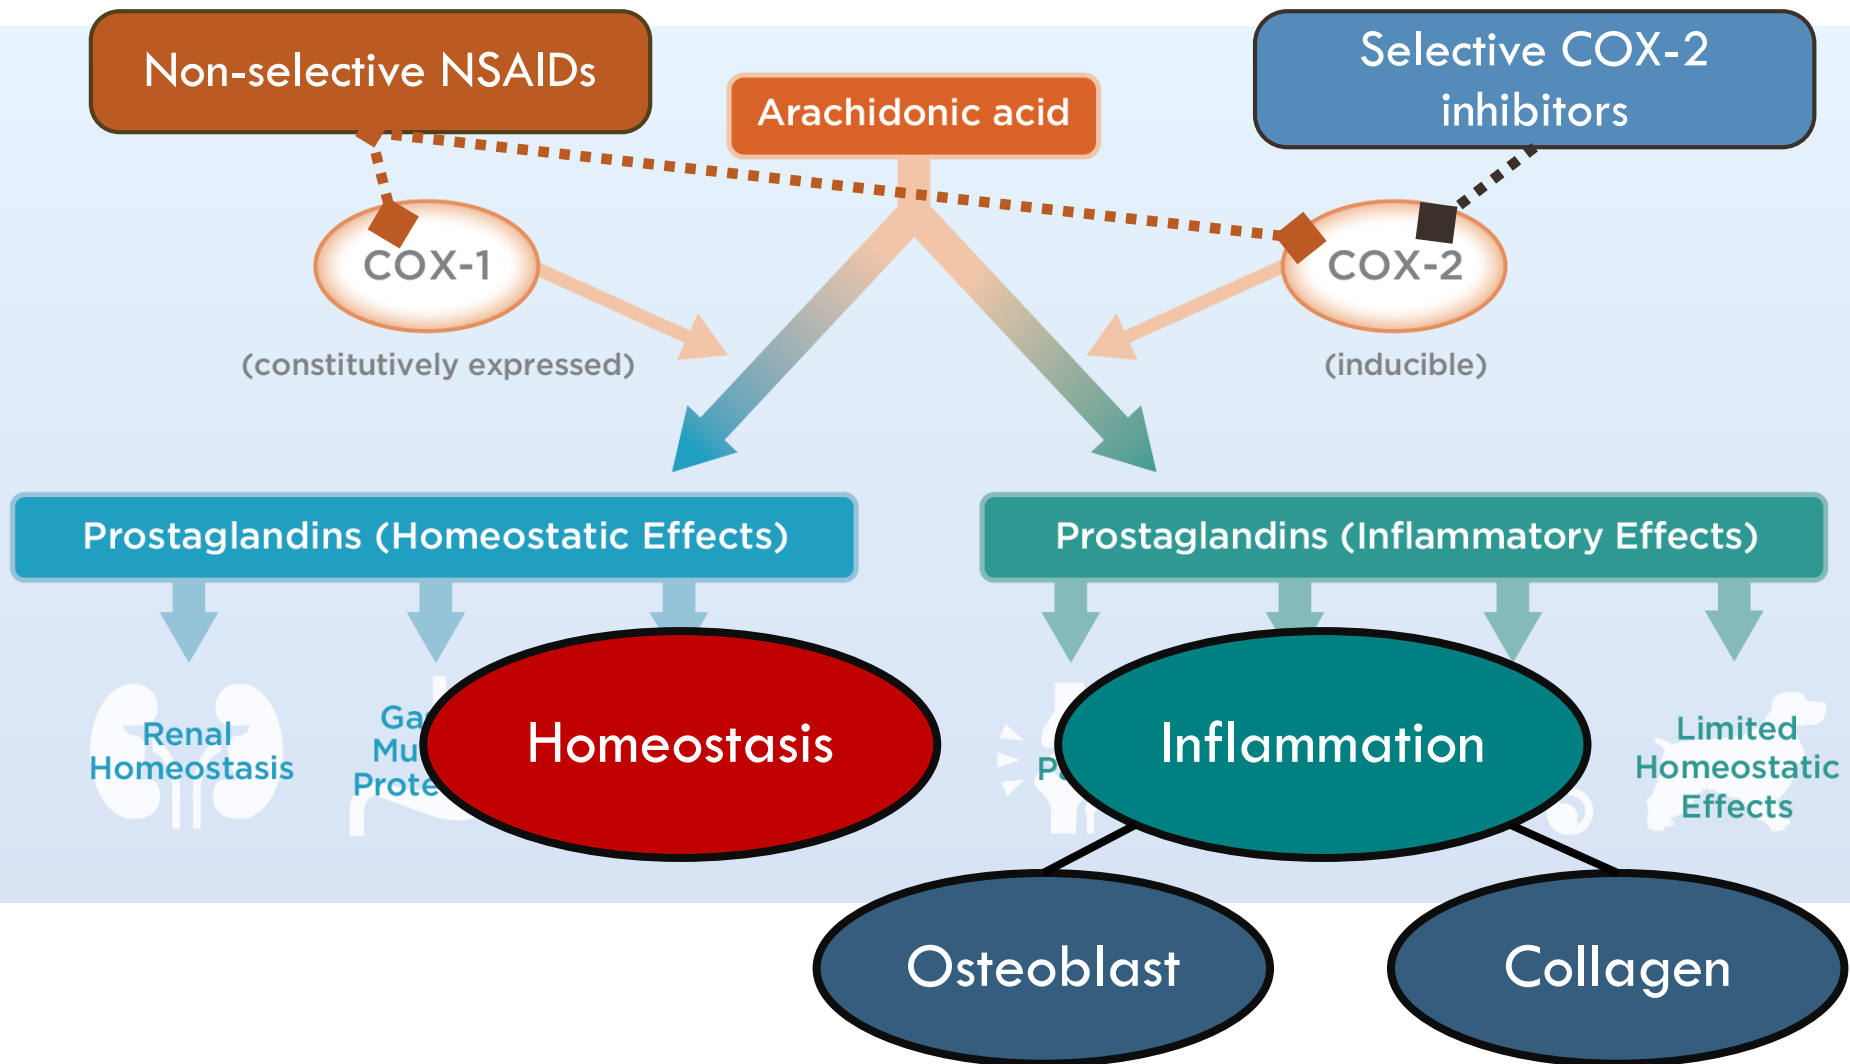 Non-selective NSAIDs
Selective COX-2
inhibitors
Arachidonic acid
COX-1
COX-2
(constitutively expressed)
(inducible)
Prostaglandins (Homeostatic Effects)
Prostaglandins (Inflammatory Effects)
Renal
Homeostasis
Homeostasis
Inflammation
Limited
Homeostatic
Effects
Osteoblast
Collagen